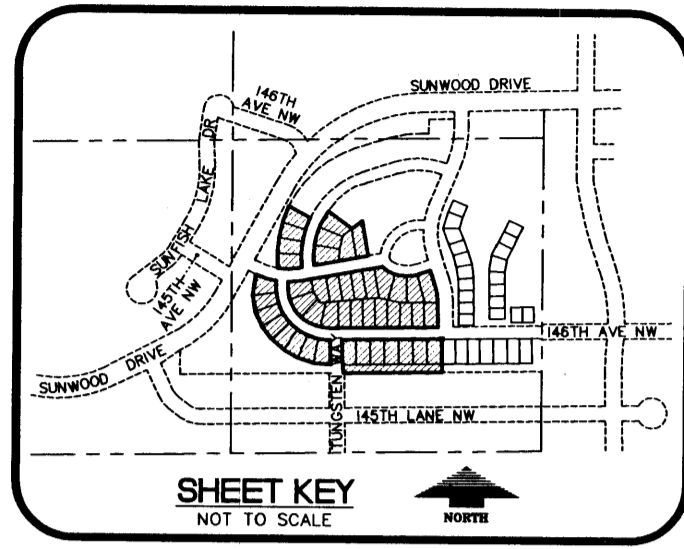 SUNWOOD DRIVE
146TH
AVE NW
SUNFISH LAKE DR
145TH
AVE NW
146TH AVE NW
SUNWOOD DRIVE
TUNGSTEN WAY
145TH LANE NW
SHEET KEY
NOT TO SCALE
NORTH